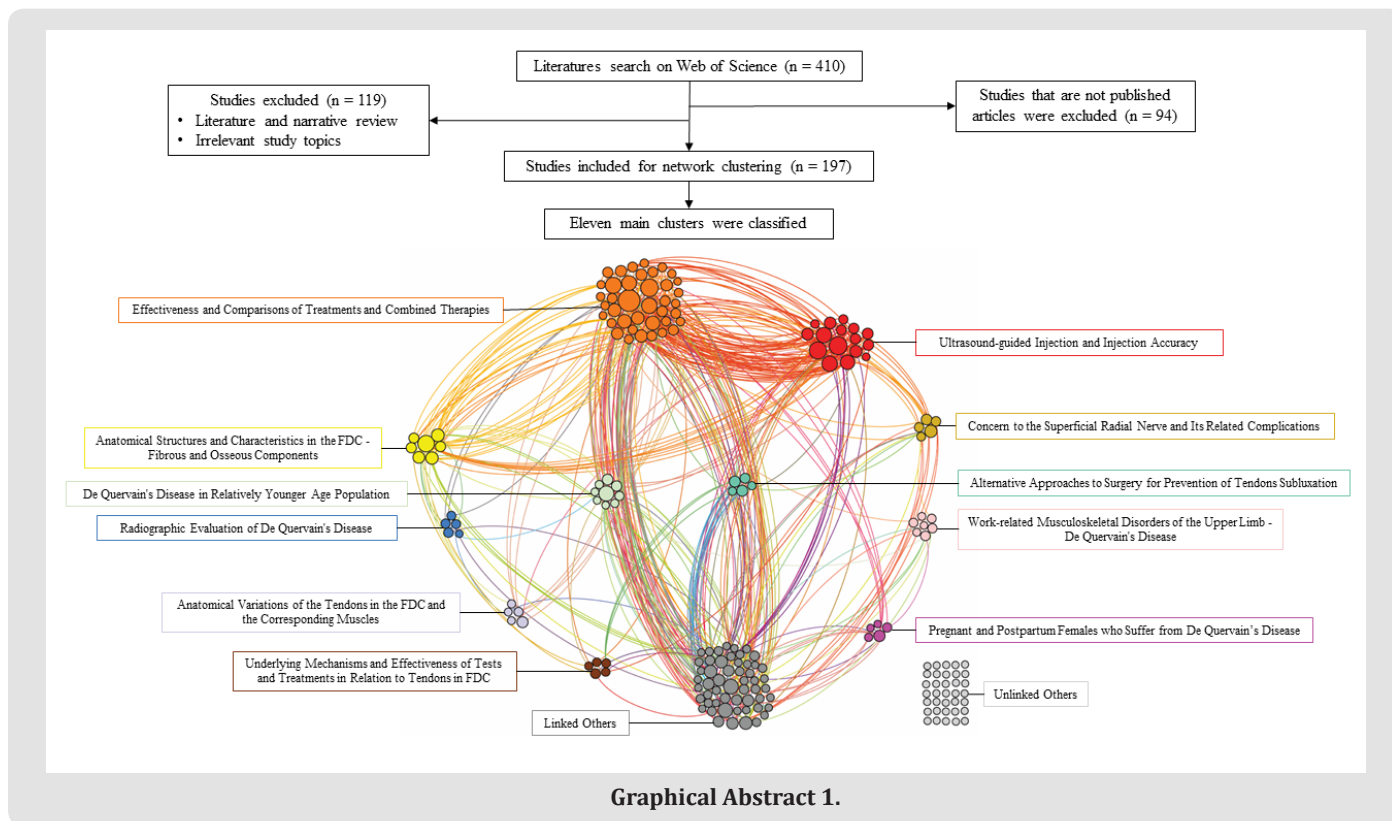 Literatures search on Web of Science (n = 410)
Studies excluded (n = 119)
• Literature and narrative review
• Irrelevant study topics
Studies that are not published
articles were excluded (n = 94)
Studies included for network clustering (n = 197)
Eleven main clusters were classified
Effectiveness and Comparisons of Treatments and Combined Therapies
Ultrasound-guided Injection and Injection Accuracy
Anatomical Structures and Characteristics in the FDC -
Fibrous and Osseous Components
Concern to the Superficial Radial Nerve and Its Related Complications
De Quervain's Disease in Relatively Younger Age Population
Alternative Approaches to Surgery for Prevention of Tendons Subluxation
Radiographic Evaluation of De Quervain's Disease
Work-related Musculoskeletal Disorders of the Upper Limb -
De Quervain's Disease
Anatomical Variations of the Tendons in the FDC and
the Corresponding Muscles
Pregnant and Postpartum Females who Suffer from De Quervain's Disease
Underlying Mechanisms and Effectiveness of Tests
and Treatments in Relation to Tendons in FDC
Unlinked Others
Linked Others
Graphical Abstract 1.